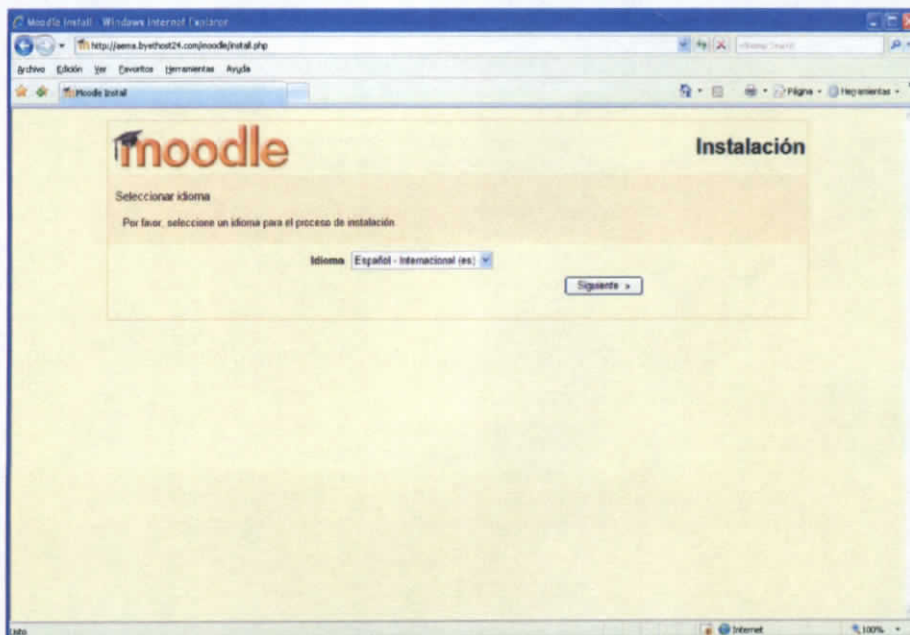 Moodle Install - Windows Internet Explorer
http://aema.byethost24.com/moodle/install.php
Archivo Edición Ver Favoritos Herramientas Ayuda
Moodle Install
Página
Herramientas
moodle
Instalación
Seleccionar idioma
Por favor, seleccione un idioma para el proceso de instalación
Idioma Español - Internacional (es)
Siguiente »
Listo
Internet
100%